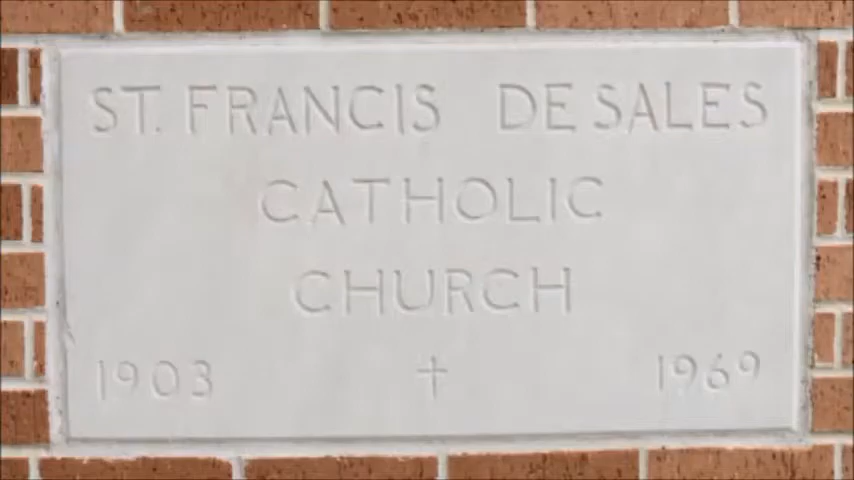 ST. FRANCIS DE SALES
CATHOLIC
CHURCH
1903 1969